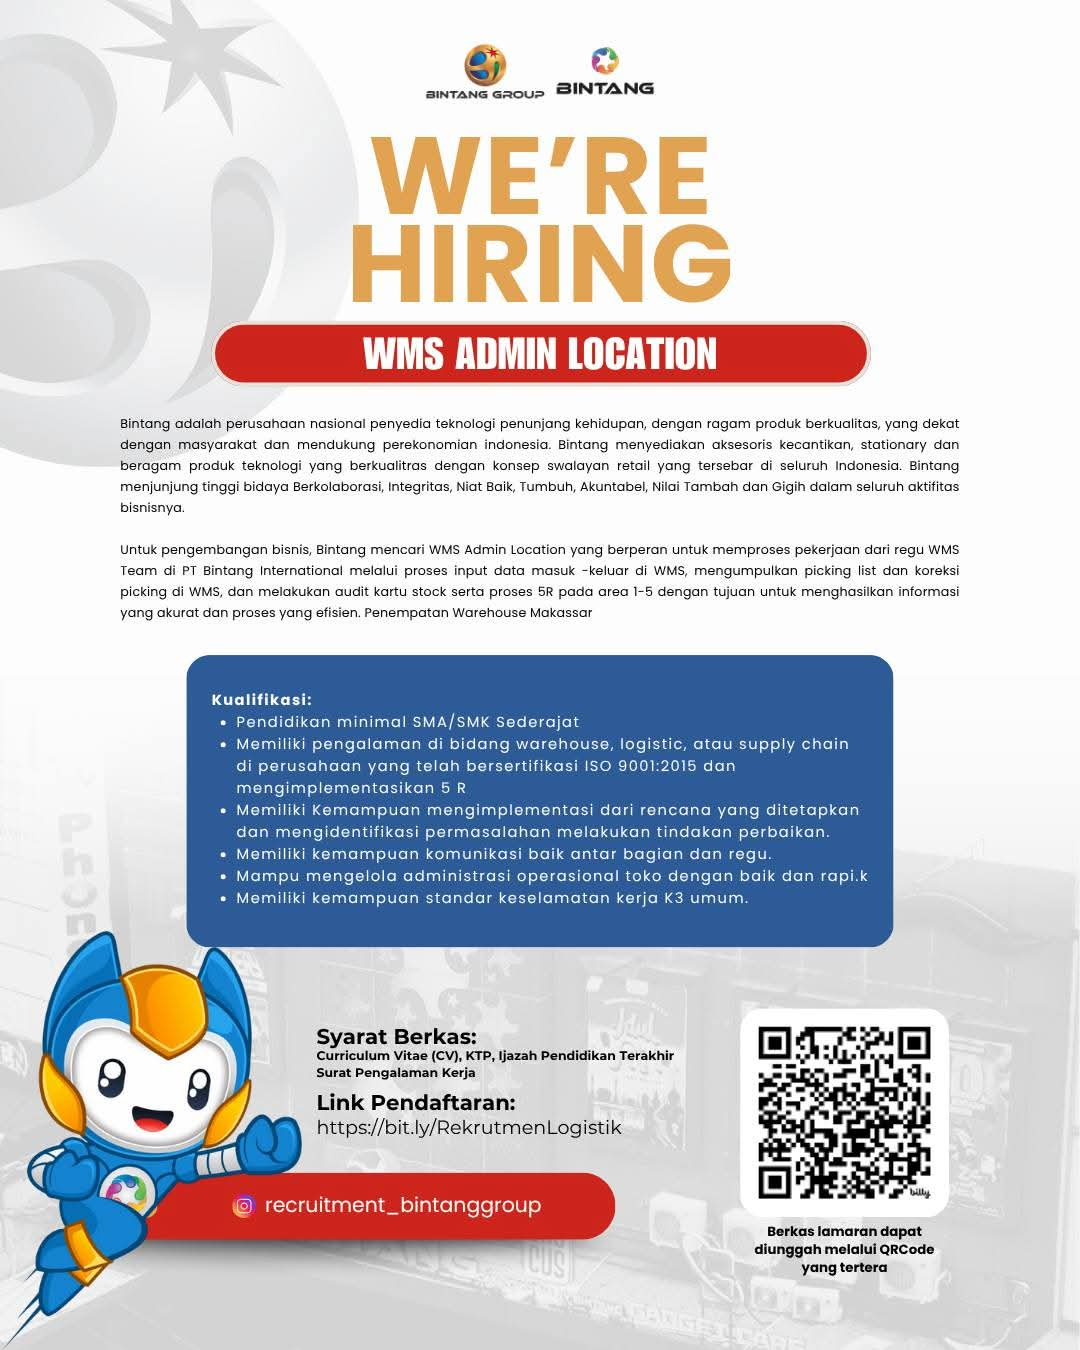 BINTANG GROUP BINTANG
WE'RE
HIRING
WMS ADMIN LOCATION
Bintang adalah perusahaan nasional penyedia teknologi penunjang kehidupan, dengan ragam produk berkualitas, yang dekat
dengan masyarakat dan mendukung perekonomian indonesia. Bintang menyediakan aksesoris kecantikan, stationary dan
beragam produk teknologi yang berkualitras dengan konsep swalayan retail yang tersebar di seluruh Indonesia. Bintang
menjunjung tinggi bidaya Berkolaborasi, Integritas, Niat Baik, Tumbuh, Akuntabel, Nilai Tambah dan Gigih dalam seluruh aktifitas
bisnisnya.
Untuk pengembangan bisnis, Bintang mencari WMS Admin Location yang berperan untuk memproses pekerjaan dari regu WMS
Team di PT Bintang International melalui proses input data masuk -keluar di WMS, mengumpulkan picking list dan koreksi
picking di WMS, dan melakukan audit kartu stock serta proses 5R pada area 1-5 dengan tujuan untuk menghasilkan informasi
yang akurat dan proses yang efisien. Penempatan Warehouse Makassar
Kualifikasi:
• Pendidikan minimal SMA/SMK Sederajat
• Memiliki pengalaman di bidang warehouse, logistic, atau supply chain
di perusahaan yang telah bersertifikasi ISO 9001:2015 dan
mengimplementasikan 5 R
• Memiliki Kemampuan mengimplementasi dari rencana yang ditetapkan
dan mengidentifikasi permasalahan melakukan tindakan perbaikan.
• Memiliki kemampuan komunikasi baik antar bagian dan regu.
• Mampu mengelola administrasi operasional toko dengan baik dan rapi.k
• Memiliki kemampuan standar keselamatan kerja K3 umum.
Syarat Berkas:
Curriculum Vitae (CV), KTP, Ijazah Pendidikan Terakhir
Surat Pengalaman Kerja
Link Pendaftaran:
https://bit.ly/RekrutmenLogistik
recruitment_bintanggroup
bitly
Berkas lamaran dapat
diunggah melalui QRCode
yang tertera